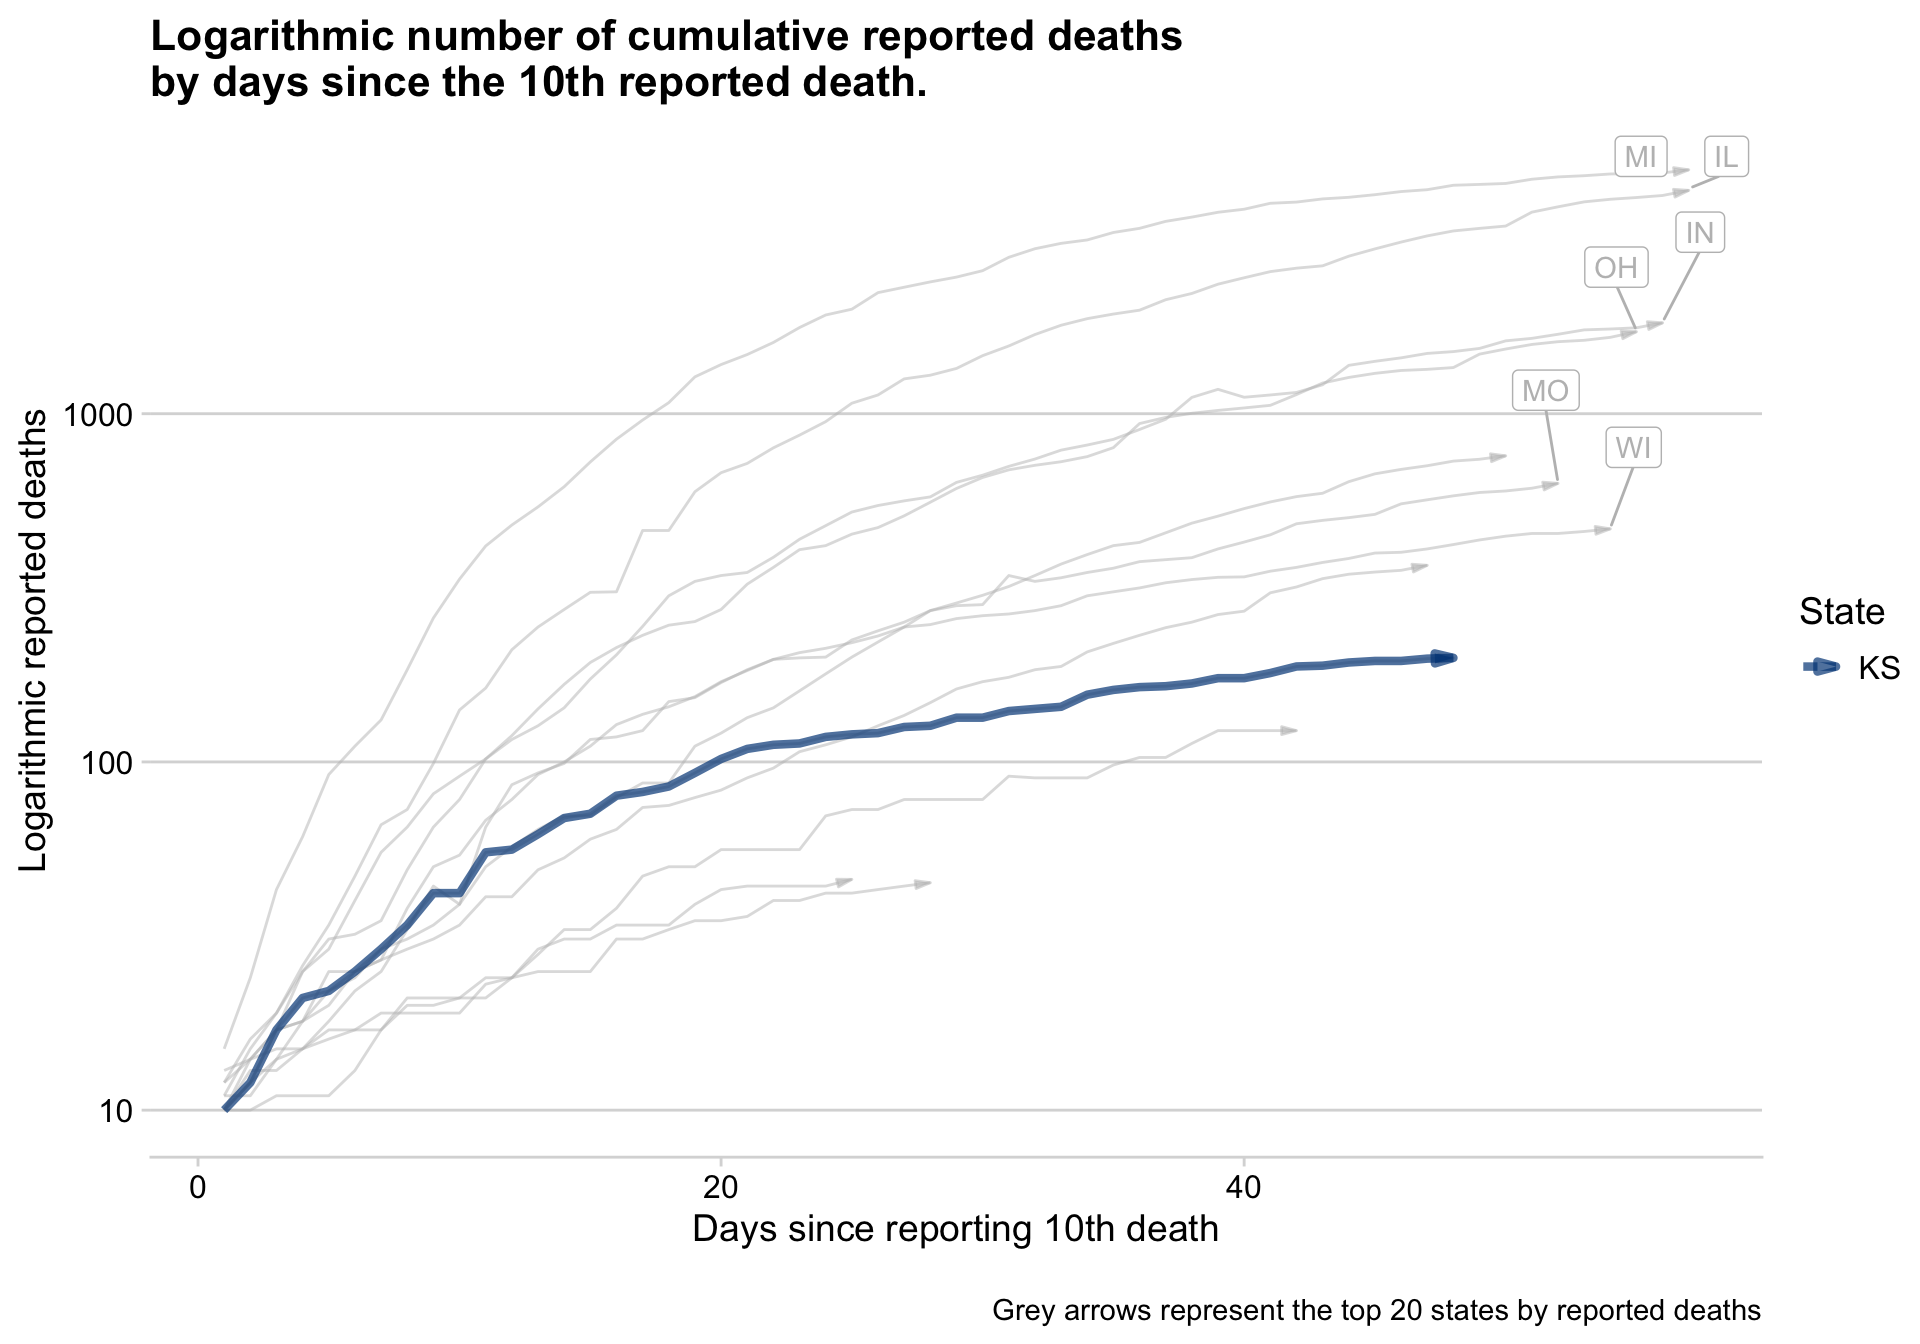 Logarithmic number of cumulative reported deaths
by days since the 10th reported death.
MI
IL
IN
OH
MO
WI
1000
100
10
Logarithmic reported deaths
State
KS
0
20
40
Days since reporting 10th death
Grey arrows represent the top 20 states by reported deaths